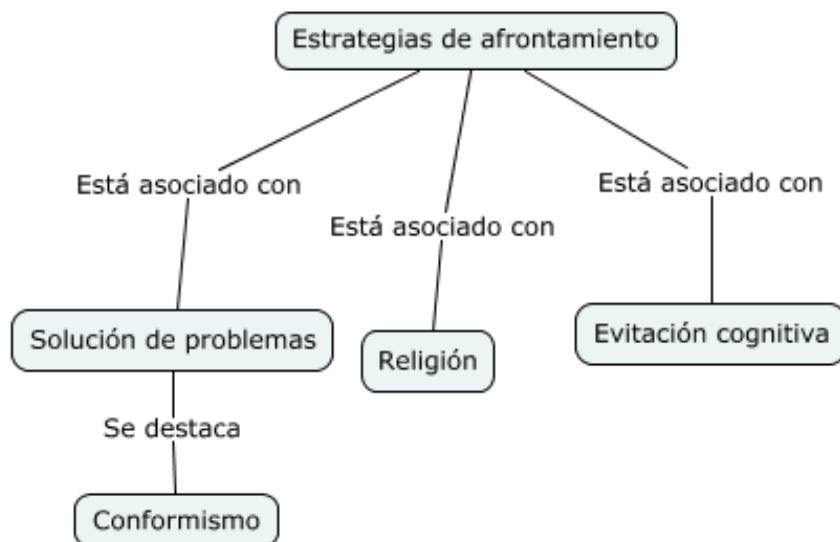 Estrategias de afrontamiento
Está asociado con
Está asociado con
Está asociado con
Solución de problemas
Religión
Evitación cognitiva
Se destaca
Conformismo